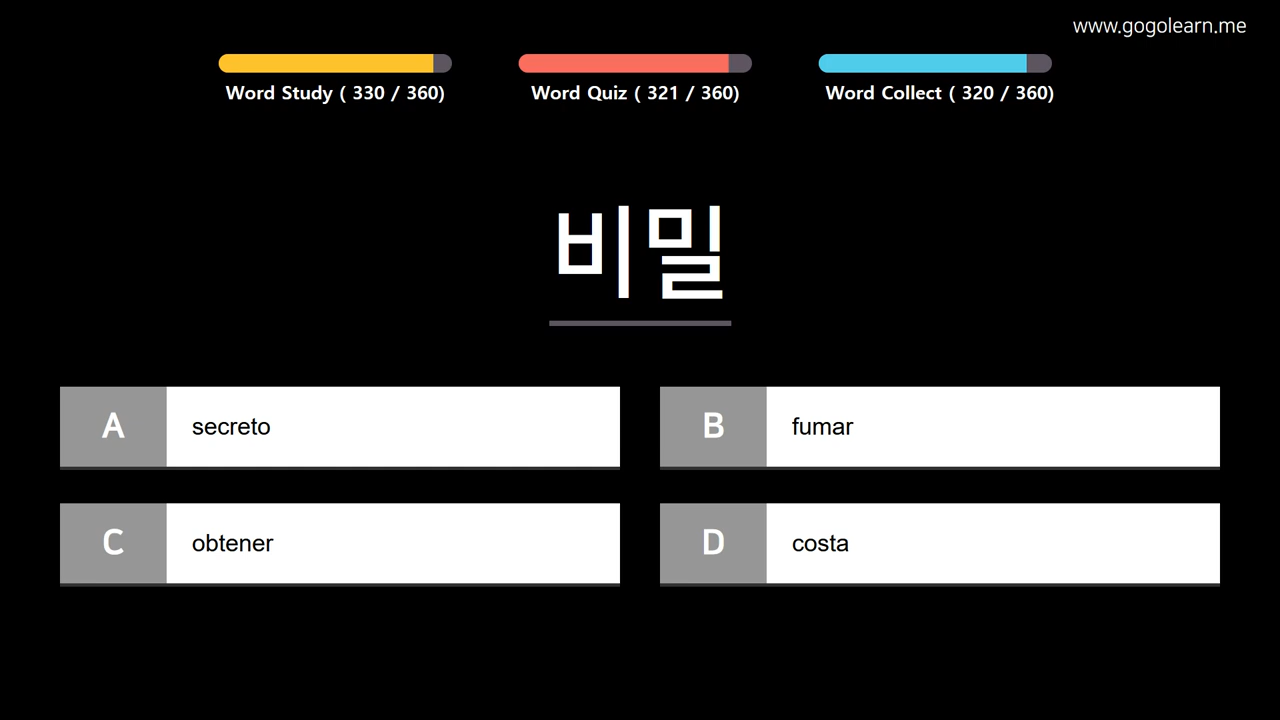 www.gogolearn.me
Word Study ( 330 / 360)
Word Quiz ( 321 / 360)
Word Collect ( 320 / 360)
비밀
A secreto
B fumar
C obtener
D costa